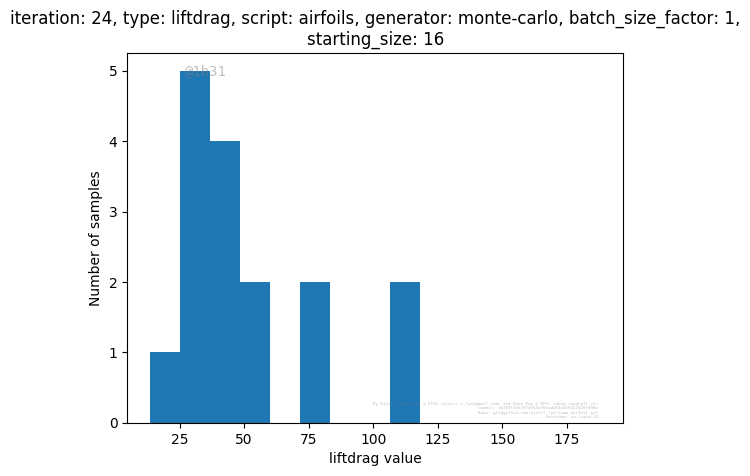 iteration: 24, type: liftdrag, script: airfoils, generator: monte-carlo, batch_size_factor: 1,
starting_size: 16
@1b31
5
4
3
2
1
0
Number of samples
25 50 75 100 125 150 175
liftdrag value